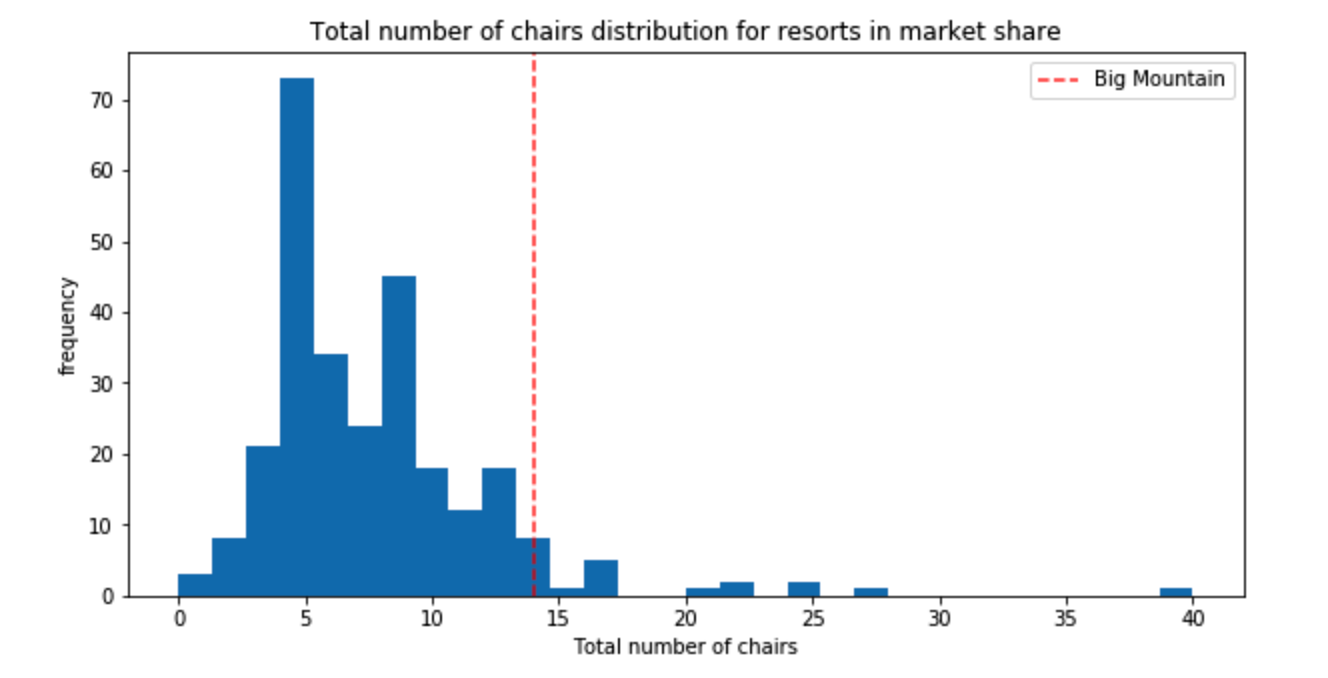 Total number of chairs distribution for resorts in market share
Big Mountain
70
60
50
40
30
20
10
0
frequency
0 5 10 15 20 25 30 35 40
Total number of chairs